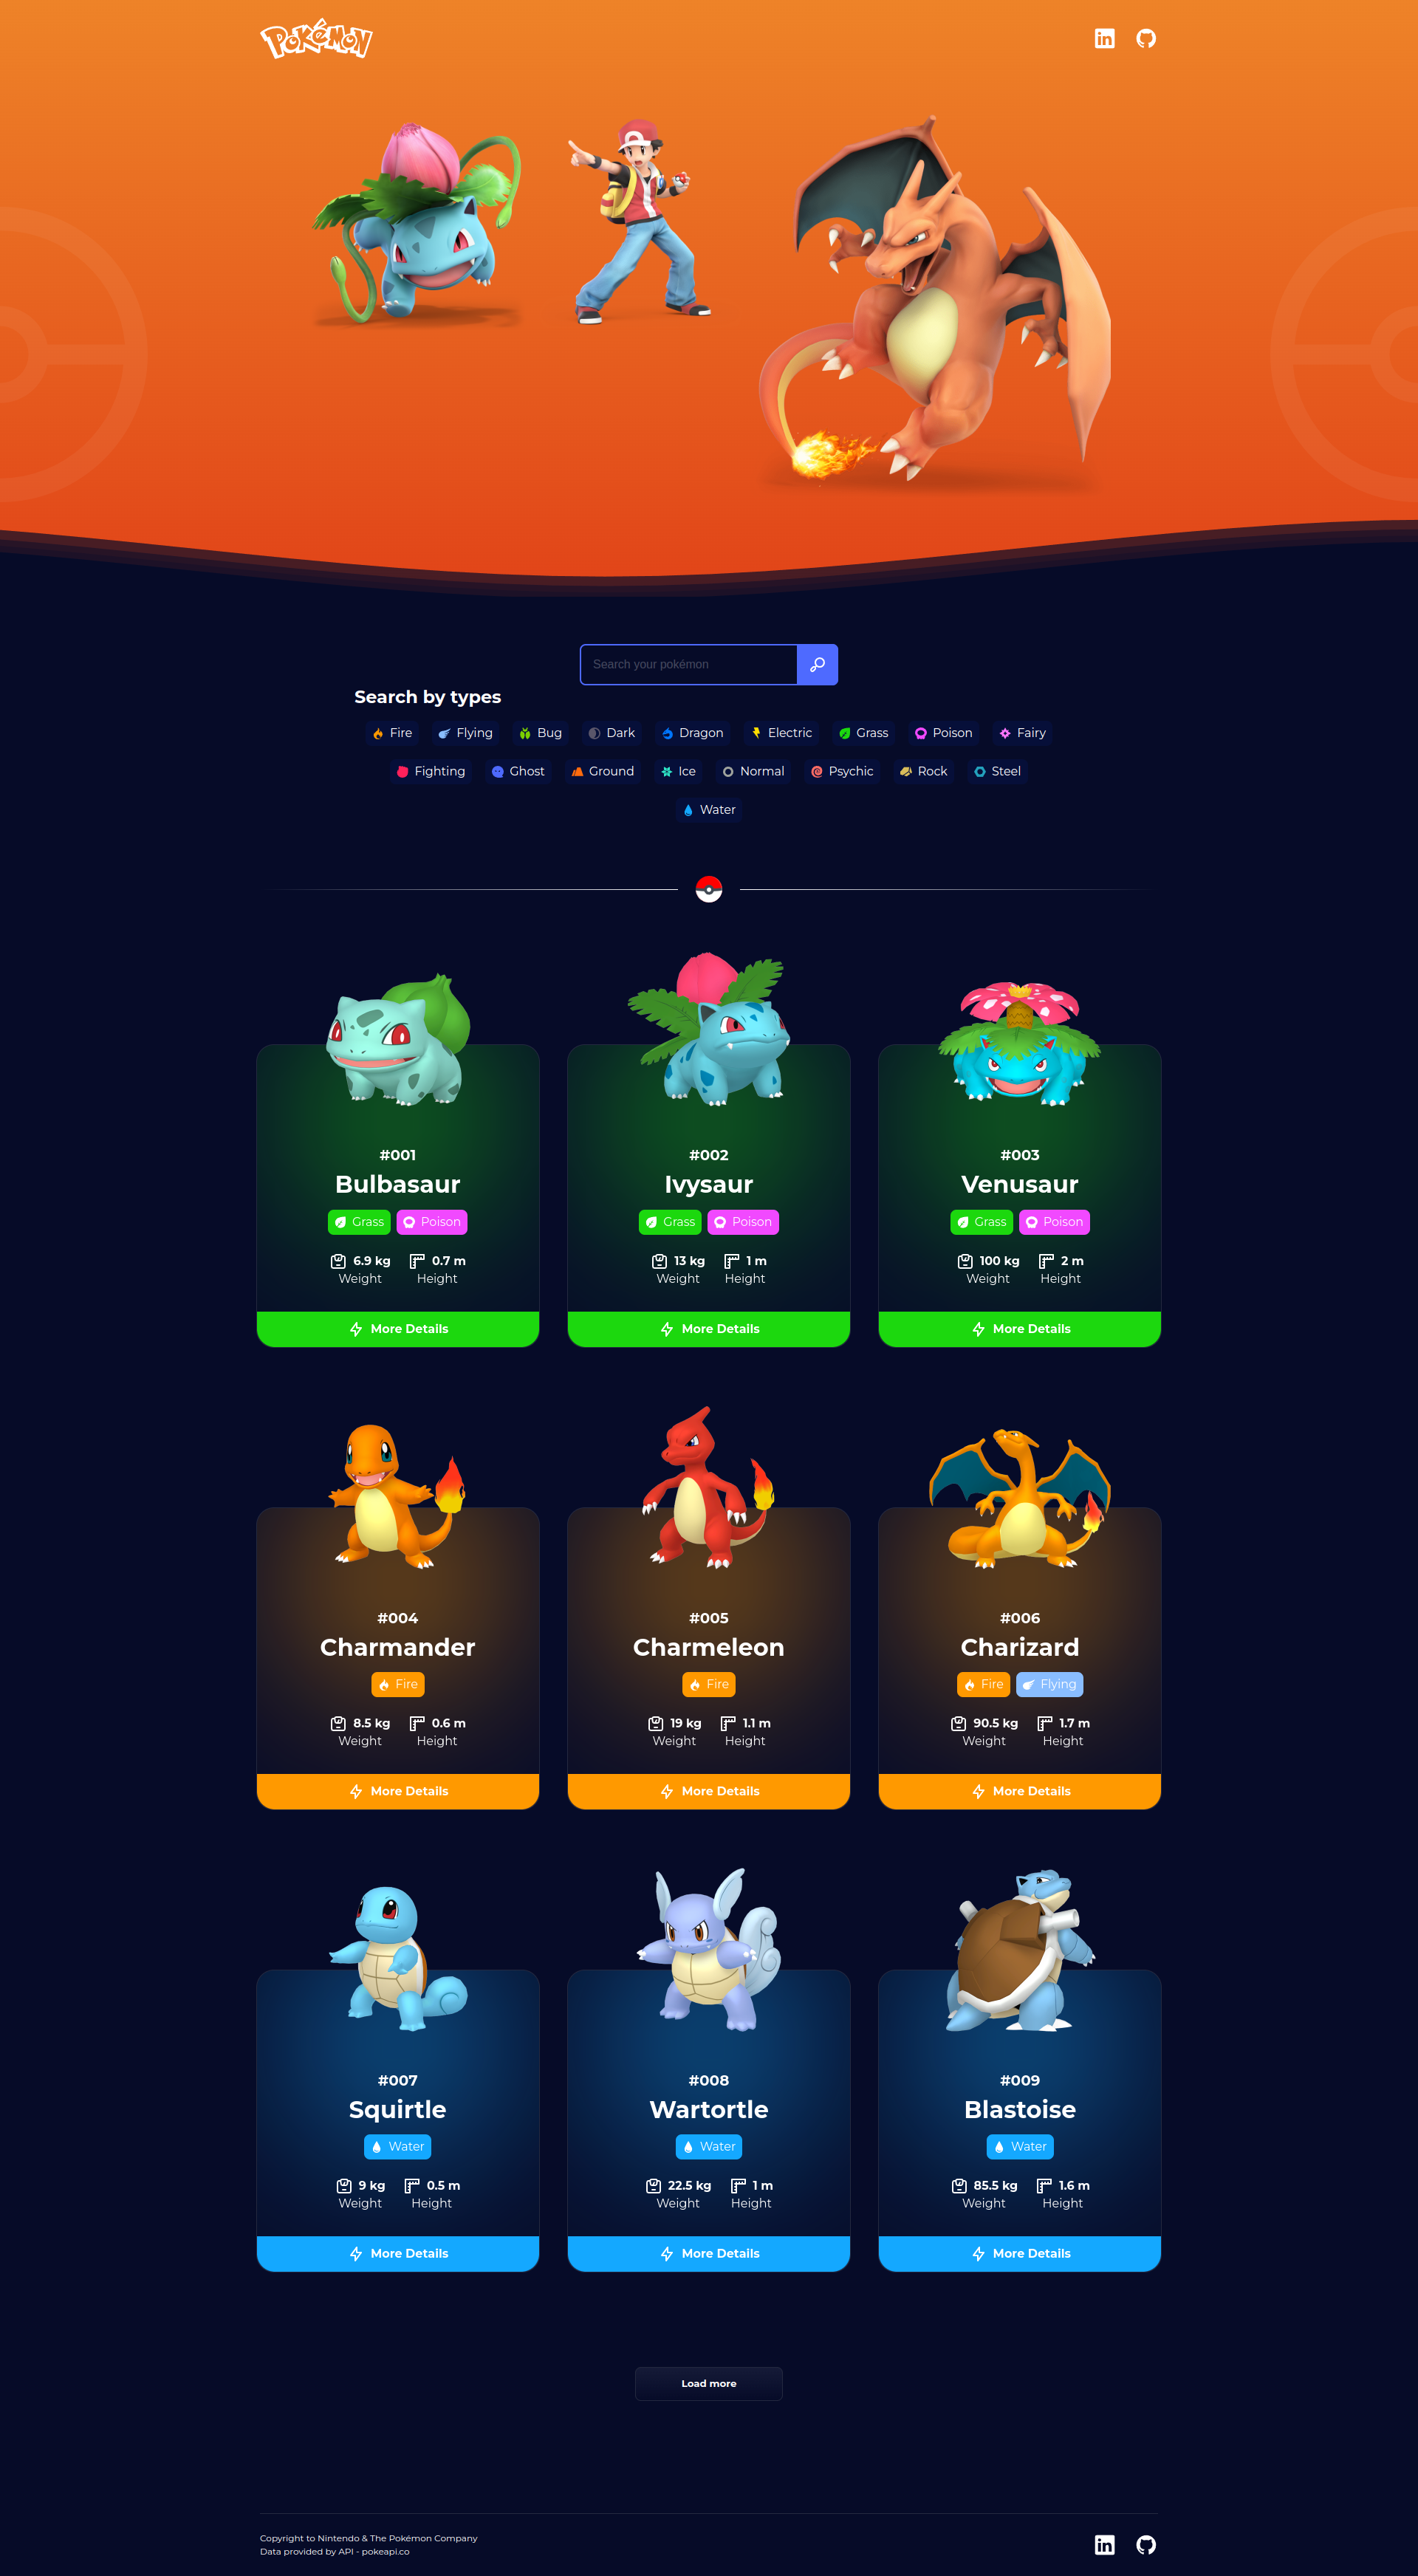 POKéMON
Search your pokémon
Search by types
Fire Flying Bug Dark Dragon Electric Grass Poison Fairy
Fighting Ghost Ground Ice Normal Psychic Rock Steel
Water
#001
Bulbasaur
Grass Poison
6.9 kg 0.7 m
Weight Height
More Details
#002
Ivysaur
Grass Poison
13 kg 1 m
Weight Height
More Details
#003
Venusaur
Grass Poison
100 kg 2 m
Weight Height
More Details
#004
Charmander
Fire
8.5 kg 0.6 m
Weight Height
More Details
#005
Charmeleon
Fire
19 kg 1.1 m
Weight Height
More Details
#006
Charizard
Fire Flying
90.5 kg 1.7 m
Weight Height
More Details
#007
Squirtle
Water
9 kg 0.5 m
Weight Height
More Details
#008
Wartortle
Water
22.5 kg 1 m
Weight Height
More Details
#009
Blastoise
Water
85.5 kg 1.6 m
Weight Height
More Details
Load more
Copyright to Nintendo & The Pokémon Company
Data provided by API - pokeapi.co